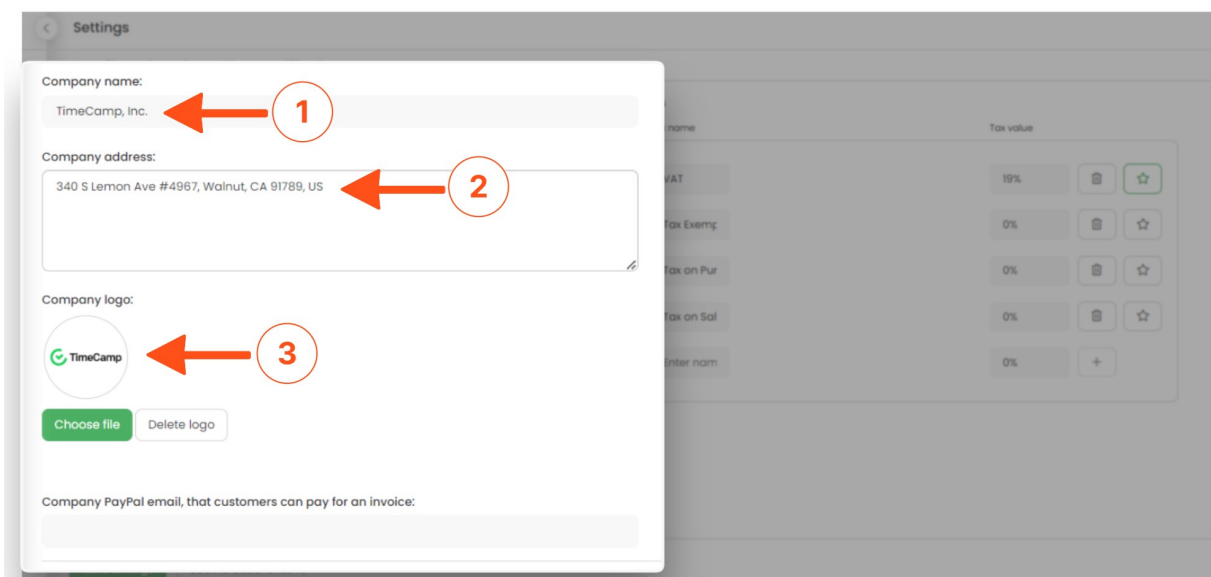 Settings
Company name:
TimeCamp, Inc.
1
Company address:
340 S Lemon Ave #4967, Walnut, CA 91789, US
2
Company logo:
TimeCamp
3
Choose file
Delete logo
Company PayPal email, that customers can pay for an invoice:
name
Tax value
VAT
19%
Tax Exemp
0%
Tax on Pur
0%
Tax on Sal
0%
Enter nam
0%